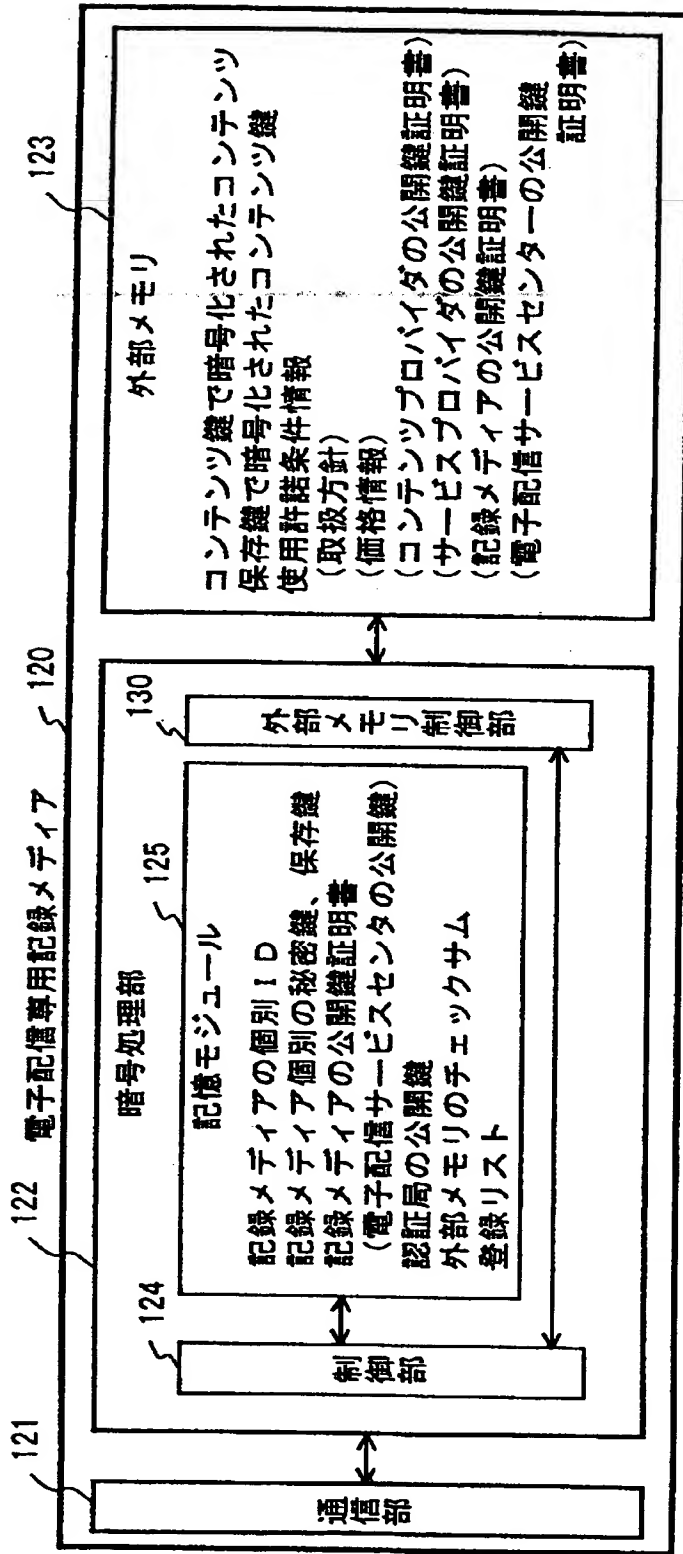 電子配信専用記録メディア
120
121
通信部
122
暗号処理部
124
制御部
125
記憶モジュール
記録メディアの個別ID
記録メディア個別の秘密鍵、保存鍵
記録メディアの公開鍵証明書
(電子配信サービスセンタの公開鍵)
認証局の公開鍵
外部メモリのチェックサム
登録リスト
130
外部メモリ制御部
123
外部メモリ
コンテンツ鍵で暗号化されたコンテンツ
保存鍵で暗号化されたコンテンツ鍵
使用許諾条件情報
(取扱方針)
(価格情報)
(コンテンツプロバイダの公開鍵証明書)
(サービスプロバイダの公開鍵証明書)
(記録メディアの公開鍵証明書)
(電子配信サービスセンターの公開鍵
証明書)